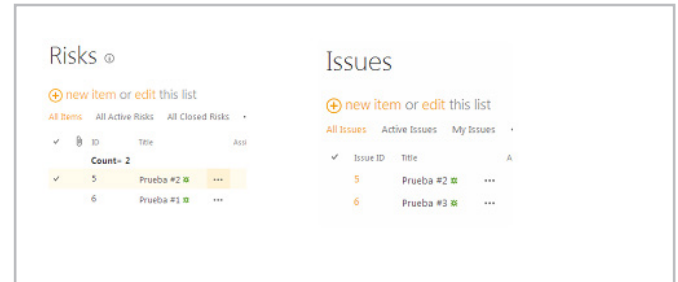 Risks
new item or edit this list
All Items All Active Risks All Closed Risks
ID Title Assi
Count= 2
5 Prueba #2
6 Prueba #1
Issues
new item or edit this list
All Issues Active Issues My Issues
Issue ID Title A
5 Prueba #2
6 Prueba #3